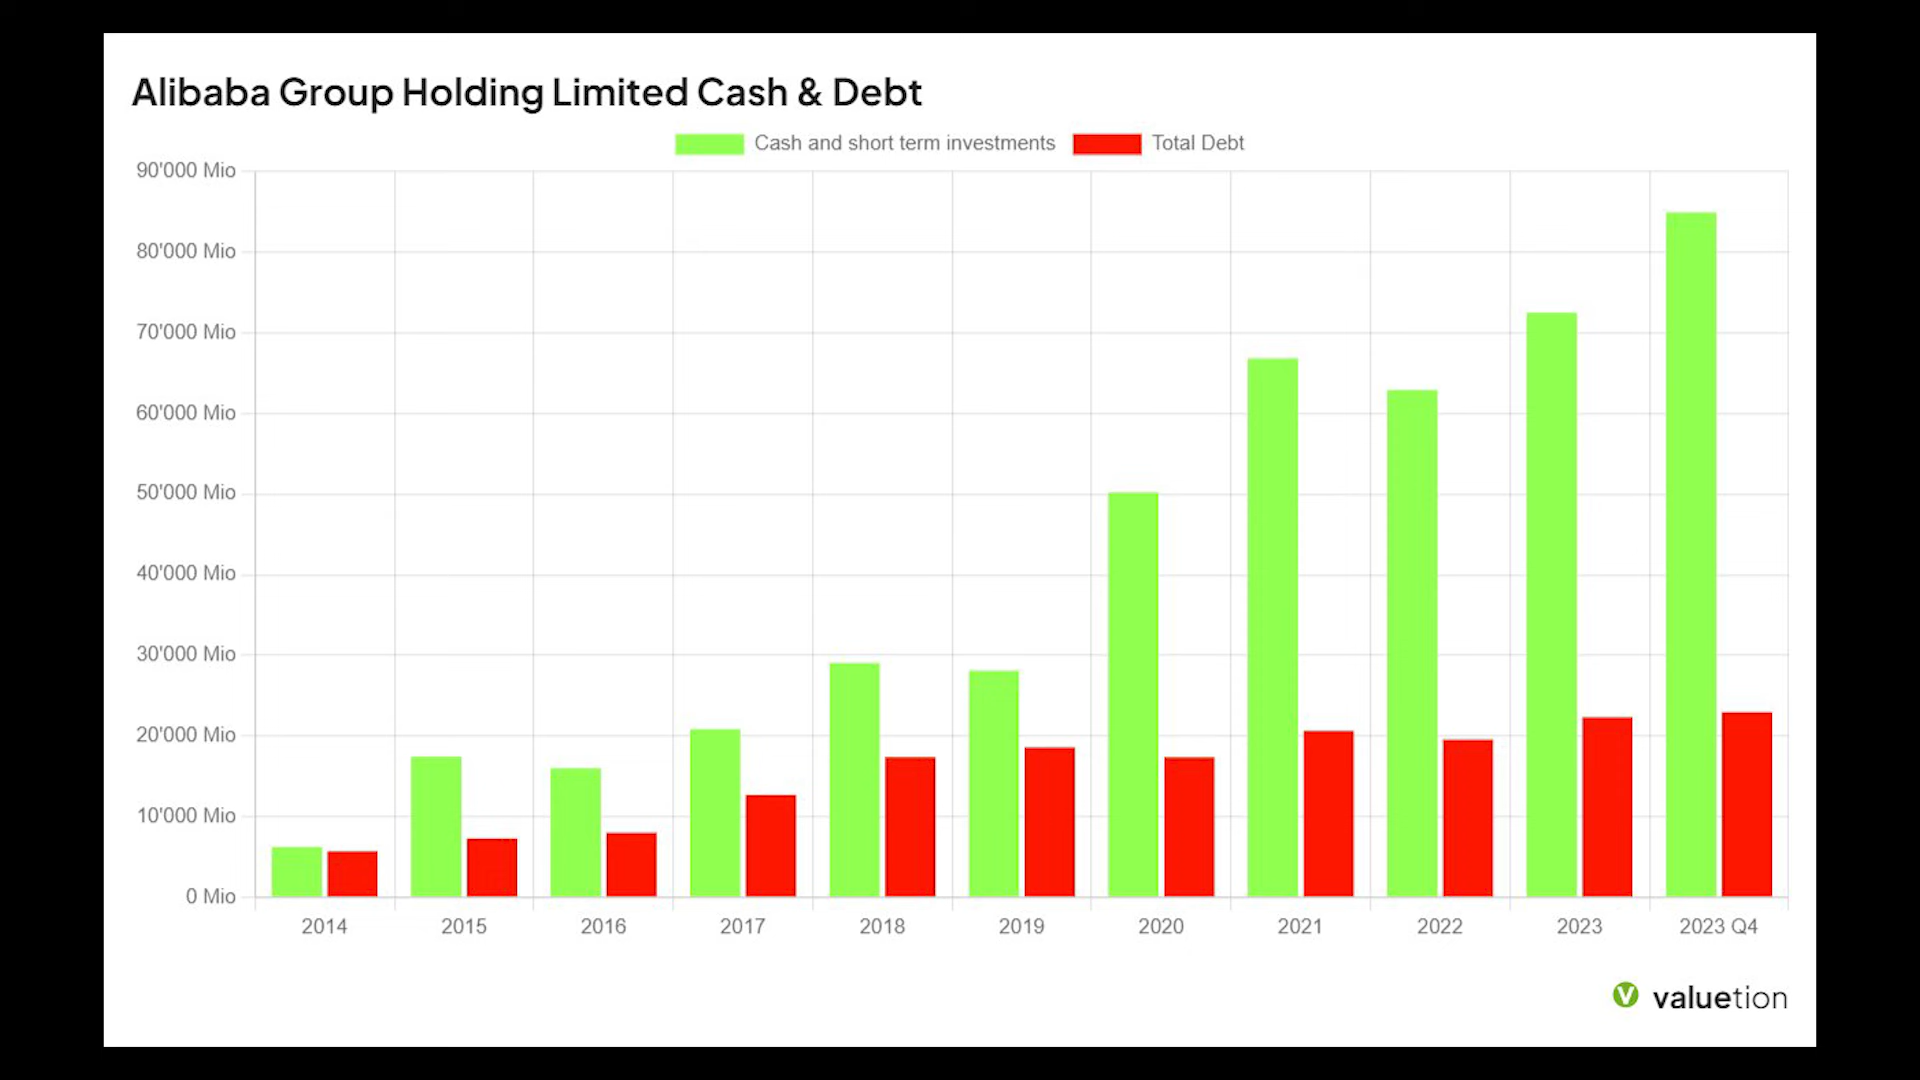 Alibaba Group Holding Limited Cash & Debt
Cash and short term investments Total Debt
90'000 Mio
80'000 Mio
70'000 Mio
60'000 Mio
50'000 Mio
40'000 Mio
30'000 Mio
20'000 Mio
10'000 Mio
0 Mio
2014 2015 2016 2017 2018 2019 2020 2021 2022 2023 2023 Q4
V valuetion